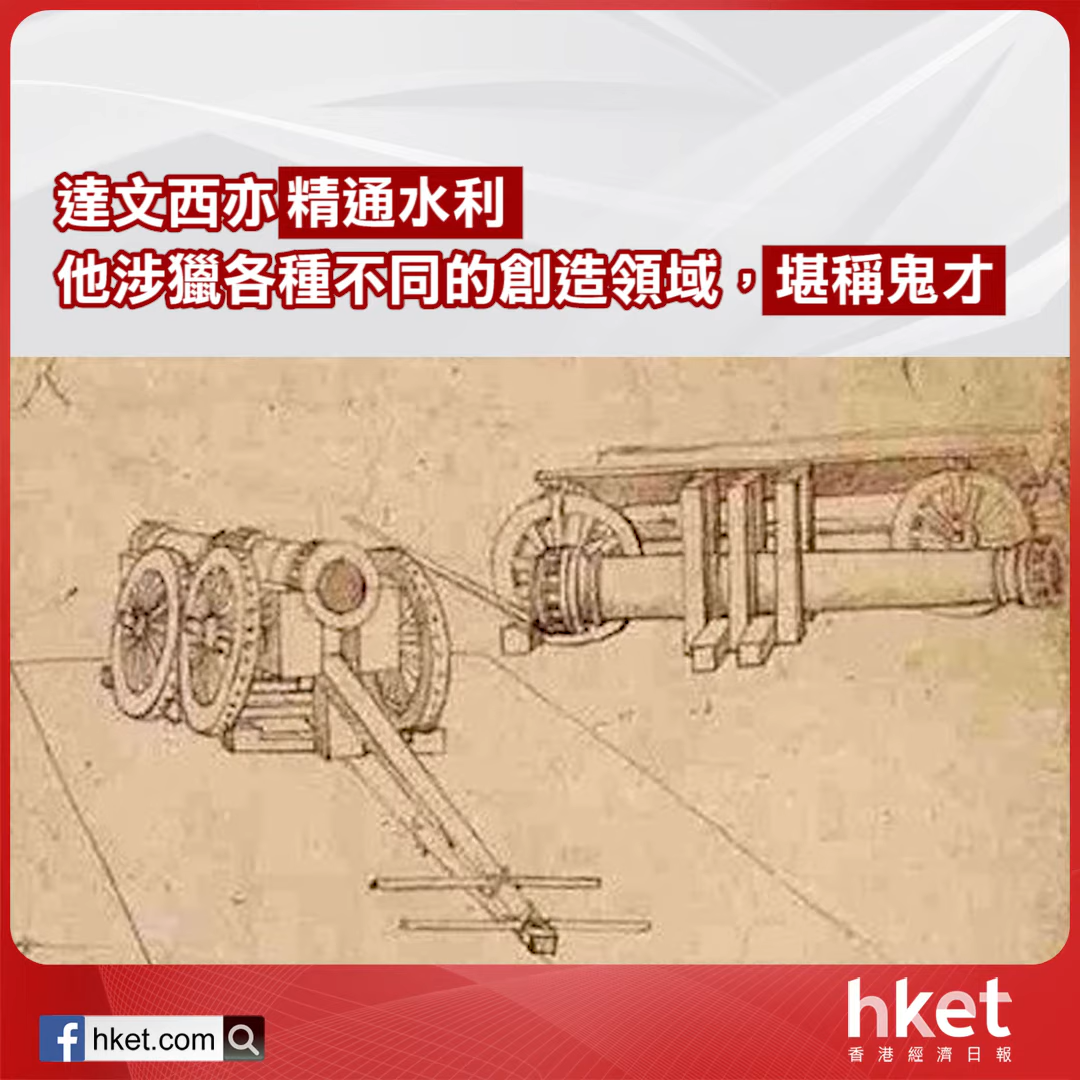 達文西亦精通水利
他涉獵各種不同的創造領域，堪稱鬼才
hket.com
hket
香港經濟日報